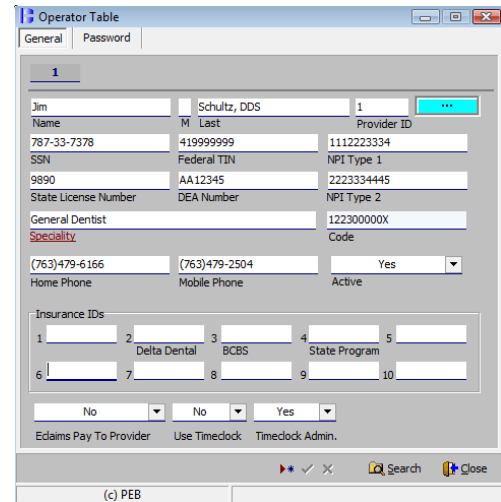 Operator Table
General Password
1
Jim Schultz, DDS 1 ...
Name M Last Provider ID
787-33-7378 419999999 1112223334
SSN Federal TIN NPI Type 1
9890 AA12345 2223334445
State License Number DEA Number NPI Type 2
General Dentist 122300000X
Speciality Code
(763)479-6166 (763)479-2504 Yes
Home Phone Mobile Phone Active
Insurance IDs
1 2 3 4 5
Delta Dental BCBS State Program
6 7 8 9 10
No No Yes
Eclaims Pay To Provider Use Timeclock Timeclock Admin.
Search Close
(c) PEB